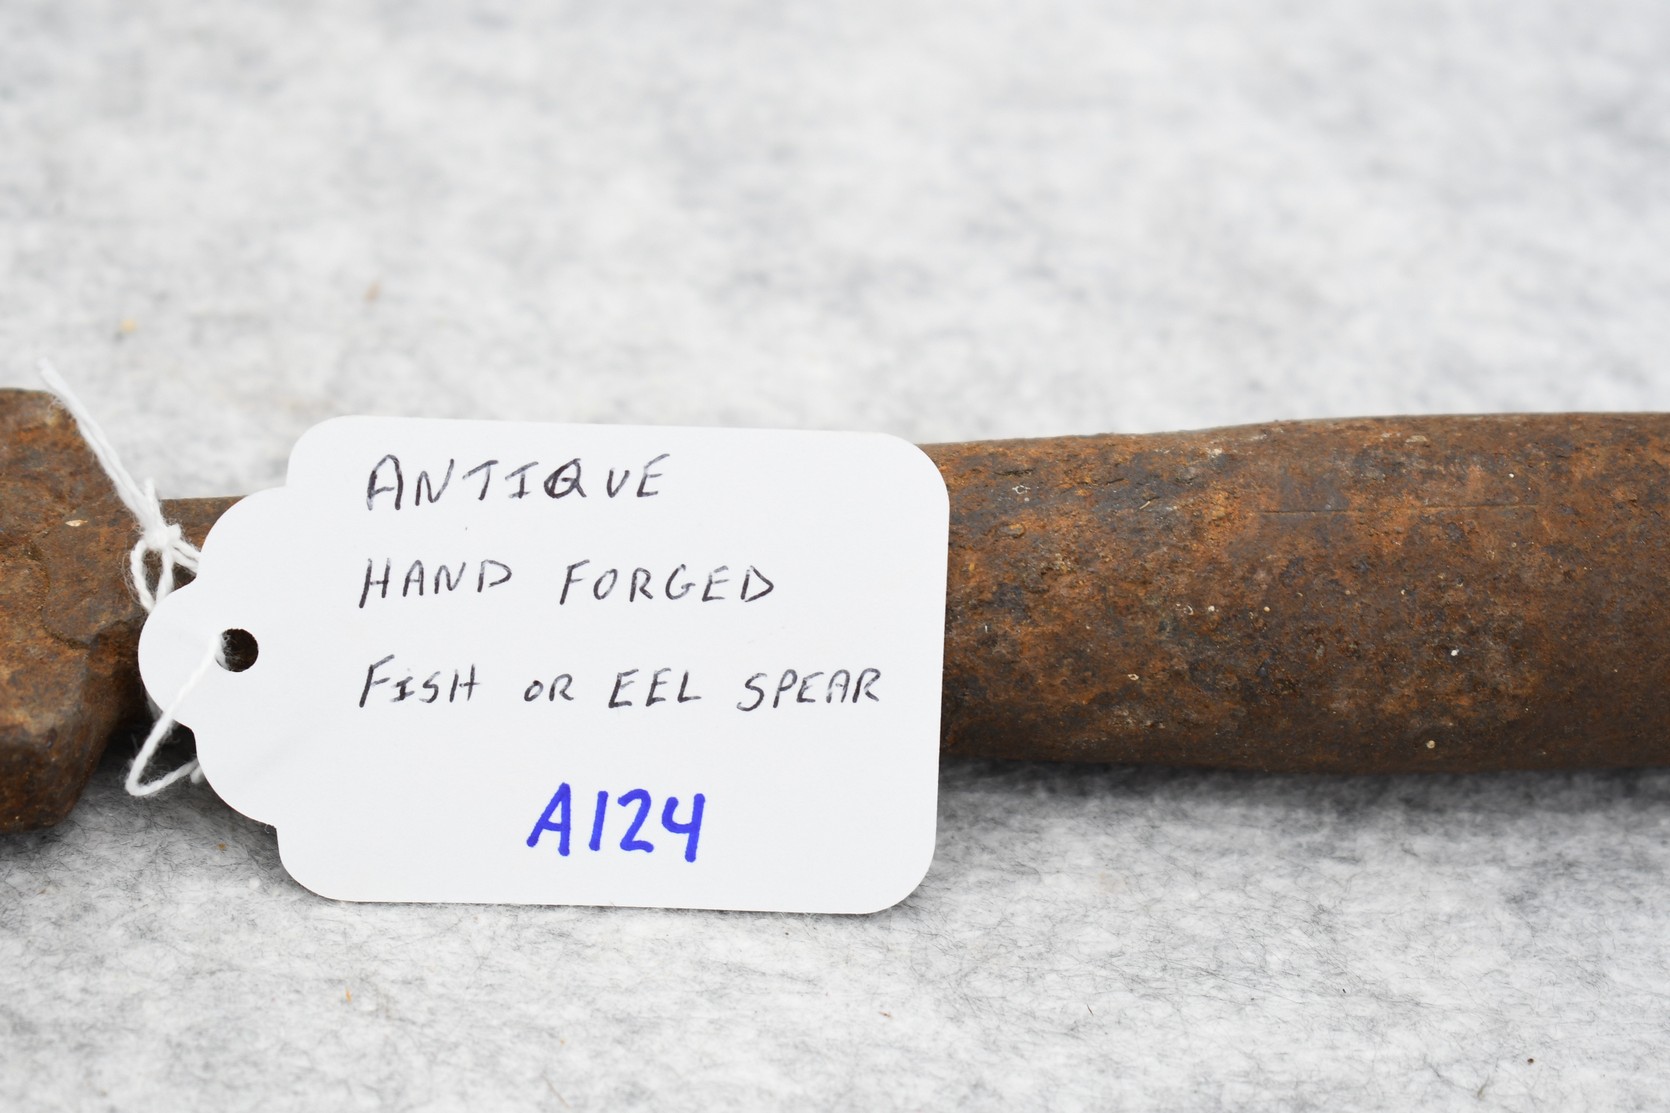 ANTIQUE
HAND FORGED
FISH OR EEL SPEAR
A124